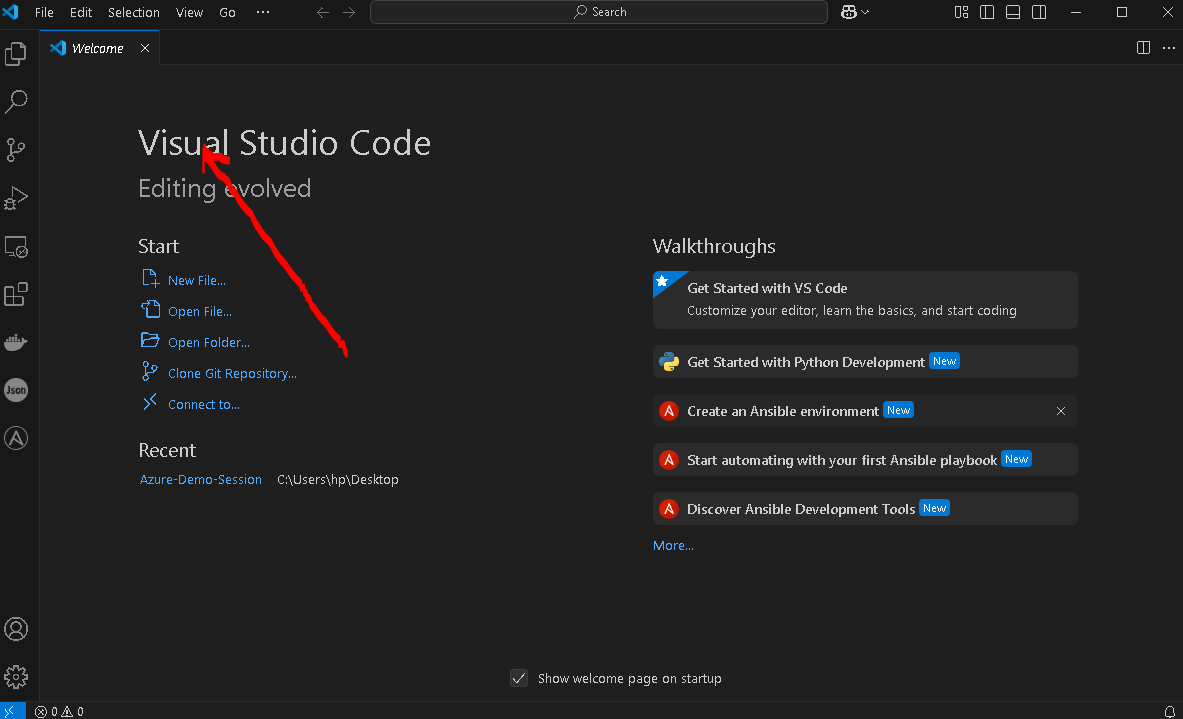 File Edit Selection View Go ... Search
Welcome
Visual Studio Code
Editing evolved
Start
New File...
Open File...
Open Folder...
Clone Git Repository...
Connect to...
Recent
Azure-Demo-Session C:\Users\hp\Desktop
Walkthroughs
Get Started with VS Code
Customize your editor, learn the basics, and start coding
Get Started with Python Development New
Create an Ansible environment New
Start automating with your first Ansible playbook New
Discover Ansible Development Tools New
More...
Json
Show welcome page on startup
0 0